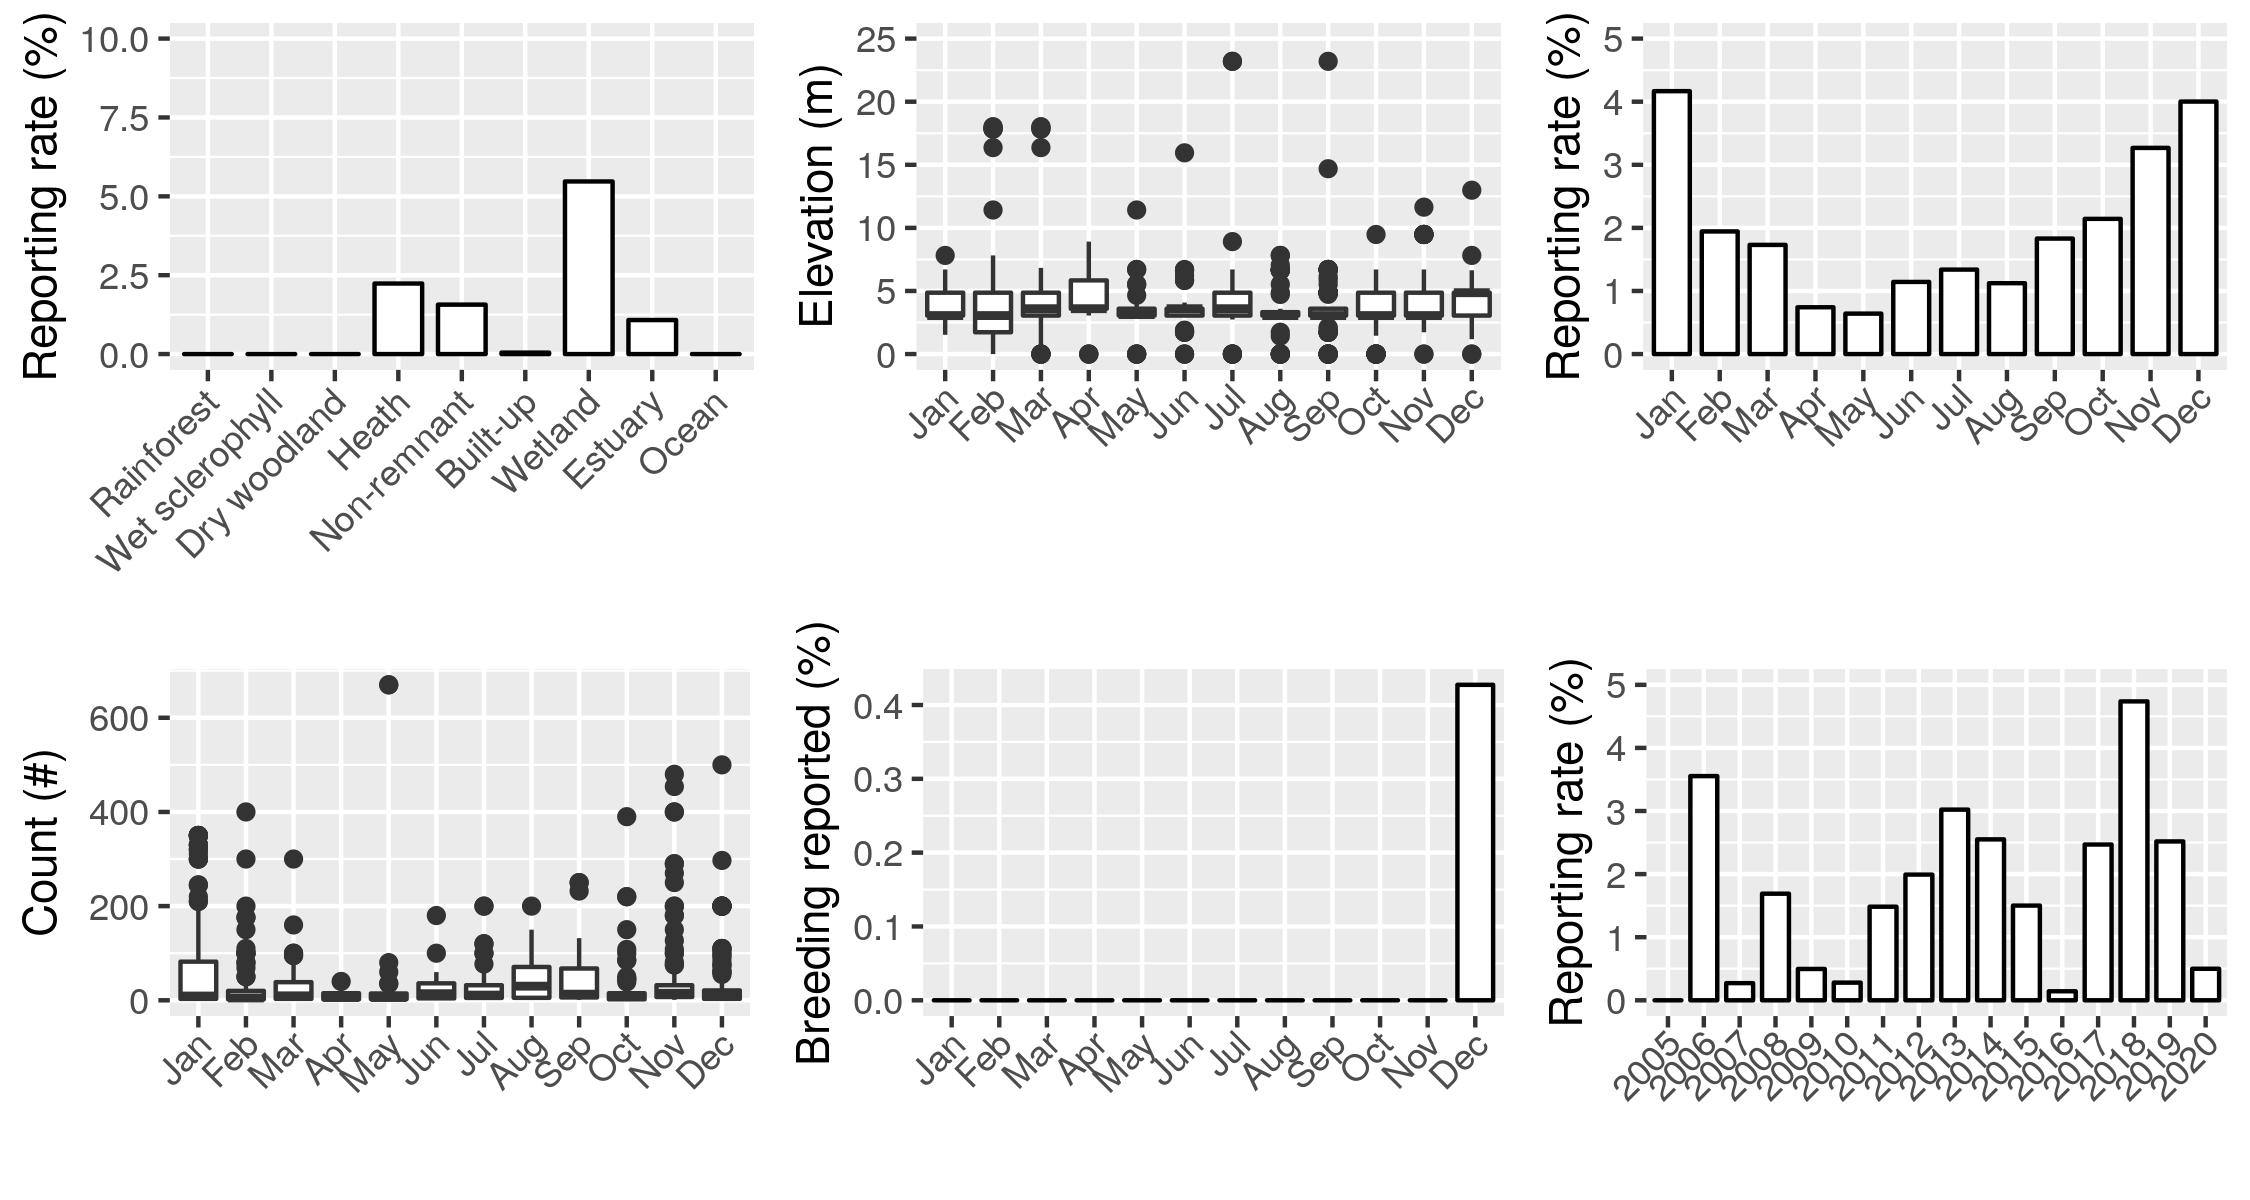 Reporting rate (%)
10.0
7.5
5.0
2.5
0.0
Rainforest
Wet sclerophyll
Dry woodland
Heath
Non-remnant
Built-up
Wetland
Estuary
Ocean
Elevation (m)
25
20
15
10
5
0
Jan
Feb
Mar
Apr
May
Jun
Jul
Aug
Sep
Oct
Nov
Dec
Reporting rate (%)
5
4
3
2
1
0
Jan
Feb
Mar
Apr
May
Jun
Jul
Aug
Sep
Oct
Nov
Dec
Count (#)
600
400
200
0
Jan
Feb
Mar
Apr
May
Jun
Jul
Aug
Sep
Oct
Nov
Dec
Breeding reported (%)
0.4
0.3
0.2
0.1
0.0
Jan
Feb
Mar
Apr
May
Jun
Jul
Aug
Sep
Oct
Nov
Dec
Reporting rate (%)
5
4
3
2
1
0
2005
2006
2007
2008
2009
2010
2011
2012
2013
2014
2015
2016
2017
2018
2019
2020